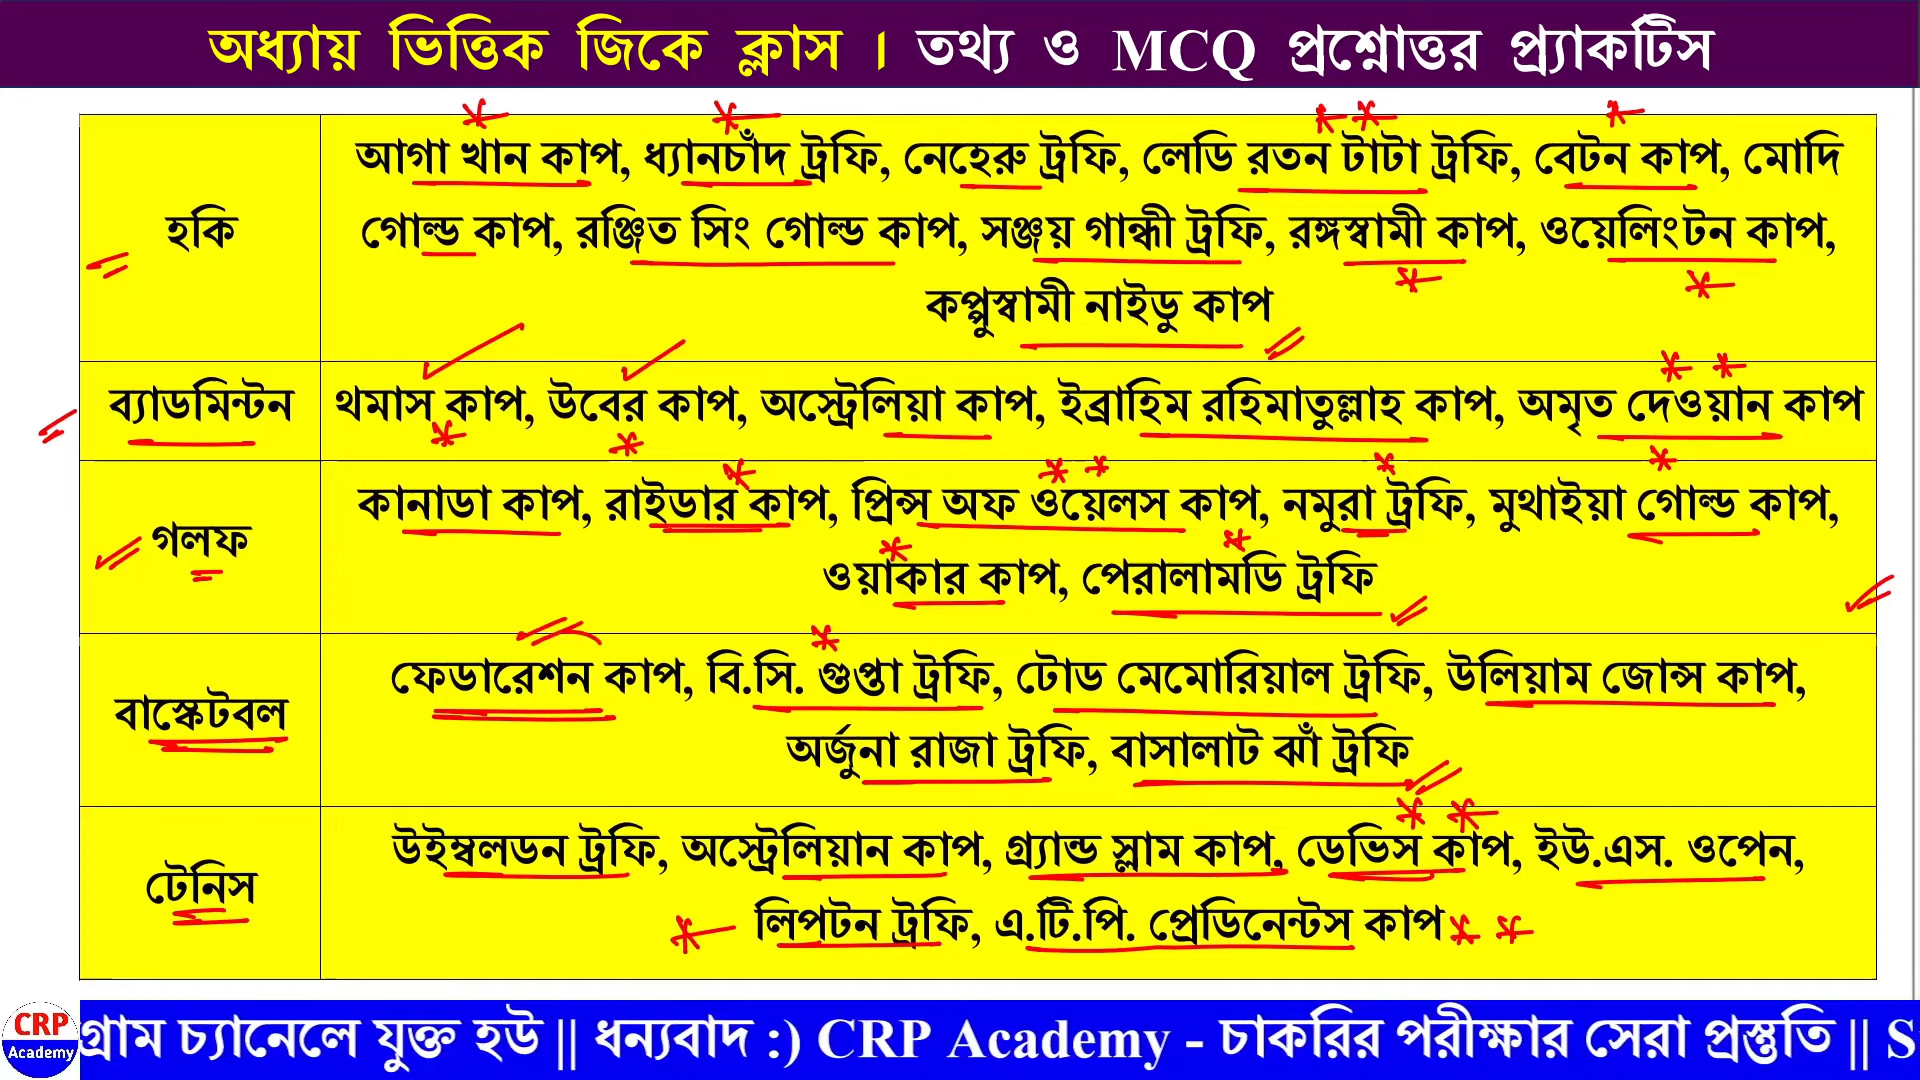 অধ্যায় ভিত্তিক জিকে ক্লাস । তথ্য ও MCQ প্রশ্নোত্তর প্র্যাকটিস
হকি
আগা খান কাপ, ধ্যানচাঁদ ট্রফি, নেহেরু ট্রফি, লেডি রতন টাটা ট্রফি, বেটন কাপ, মোদি
গোল্ড কাপ, রঞ্জিত সিং গোল্ড কাপ, সঞ্জয় গান্ধী ট্রফি, রঙ্গস্বামী কাপ, ওয়েলিংটন কাপ,
কপ্পুস্বামী নাইডু কাপ
ব্যাডমিন্টন
থমাস কাপ, উবের কাপ, অস্ট্রেলিয়া কাপ, ইব্রাহিম রহিমাতুল্লাহ কাপ, অমৃত দেওয়ান কাপ
গলফ
কানাডা কাপ, রাইডার কাপ, প্রিন্স অফ ওয়েলস কাপ, নমুরা ট্রফি, মুথাইয়া গোল্ড কাপ,
ওয়াকার কাপ, পেরালামডি ট্রফি
বাস্কেটবল
ফেডারেশন কাপ, বি.সি. গুপ্তা ট্রফি, টোড মেমোরিয়াল ট্রফি, উলিয়াম জোন্স কাপ,
অর্জুনা রাজা ট্রফি, বাসালাট ঝাঁ ট্রফি
টেনিস
উইম্বলডন ট্রফি, অস্ট্রেলিয়ান কাপ, গ্র্যান্ড স্লাম কাপ, ডেভিস কাপ, ইউ.এস. ওপেন,
লিপটন ট্রফি, এ.টি.পি. প্রেডিনেন্টস কাপ
CRP
Academy
গ্রাম চ্যানেলে যুক্ত হউ || ধন্যবাদ :) CRP Academy - চাকরির পরীক্ষার সেরা প্রস্তুতি || S